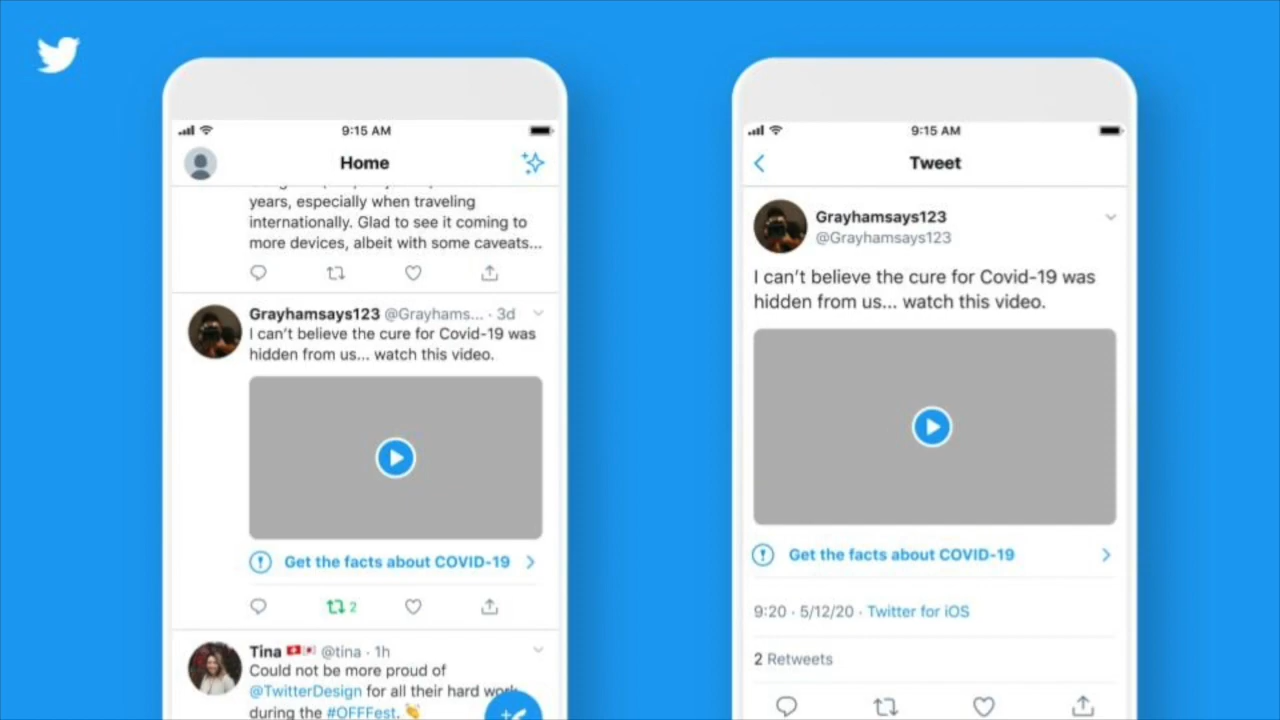 9:15 AM
Home
years, especially when traveling
internationally. Glad to see it coming to
more devices, albeit with some caveats...
Grayhamsays123 @Grayhams... · 3d
I can't believe the cure for Covid-19 was
hidden from us... watch this video.
Get the facts about COVID-19
2
Tina @tina · 1h
Could not be more proud of
@TwitterDesign for all their hard work
during the #OFFFest. 👏
9:15 AM
Tweet
Grayhamsays123
@Grayhamsays123
I can't believe the cure for Covid-19 was
hidden from us... watch this video.
Get the facts about COVID-19
9:20 · 5/12/20 · Twitter for iOS
2 Retweets